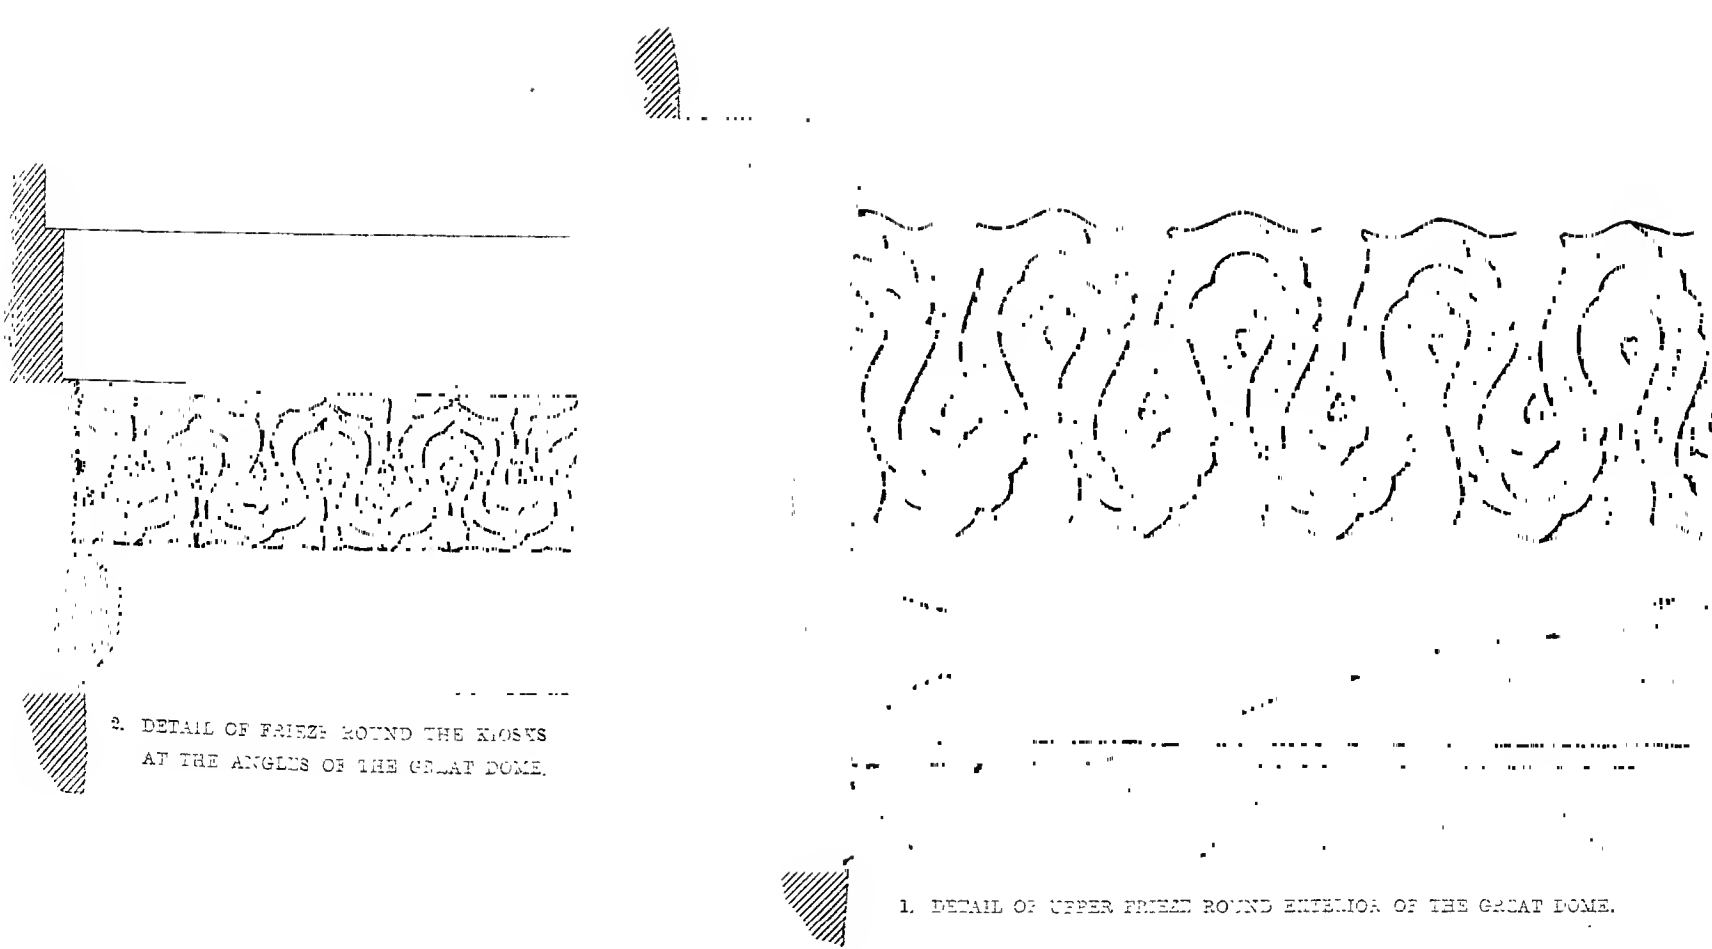 2. DETAIL OF FRIEZE ROUND THE KIOSKS
AT THE ANGLES OF THE GREAT DOME.
1. DETAIL OF UPPER FRIEZE ROUND EXTERIOR OF THE GREAT DOME.